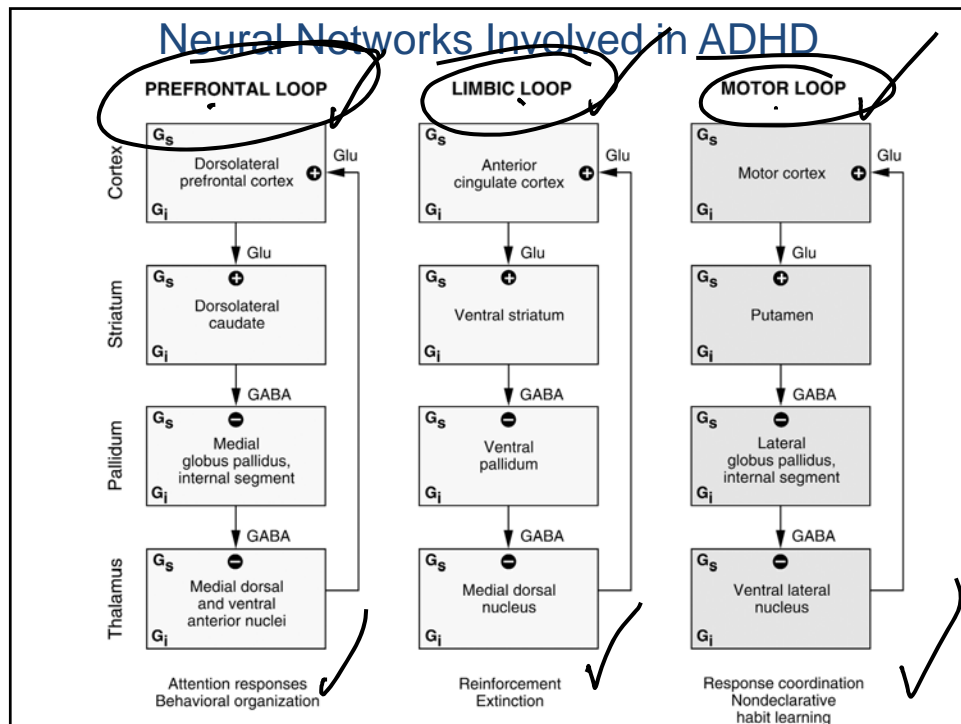 Neural Networks Involved in ADHD
PREFRONTAL LOOP
LIMBIC LOOP
MOTOR LOOP
Cortex
Gs
Dorsolateral
prefrontal cortex
+
Glu
Gi
Gs
Anterior
cingulate cortex
+
Glu
Gi
Gs
Motor cortex
+
Glu
Gi
Glu
Glu
Glu
Striatum
Gs
+
Dorsolateral
caudate
Gi
Gs
+
Ventral striatum
Gi
Gs
+
Putamen
Gi
GABA
GABA
GABA
Pallidum
Gs
−
Medial
globus pallidus,
internal segment
Gi
Gs
−
Ventral
pallidum
Gi
Gs
−
Lateral
globus pallidus,
internal segment
Gi
GABA
GABA
GABA
Thalamus
Gs
−
Medial dorsal
and ventral
anterior nuclei
Gi
Gs
−
Medial dorsal
nucleus
Gi
Gs
−
Ventral lateral
nucleus
Gi
Attention responses
Behavioral organization
Reinforcement
Extinction
Response coordination
Nondeclarative
habit learning